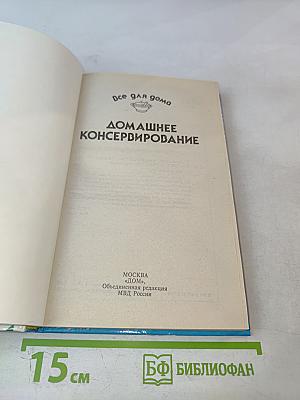 Все для дома
ДОМАШНЕЕ
КОНСЕРВИРОВАНИЕ
МОСКВА
«ДОМ»,
Объединенная редакция
МВД России
15 см
БФ БИБЛИОФАН